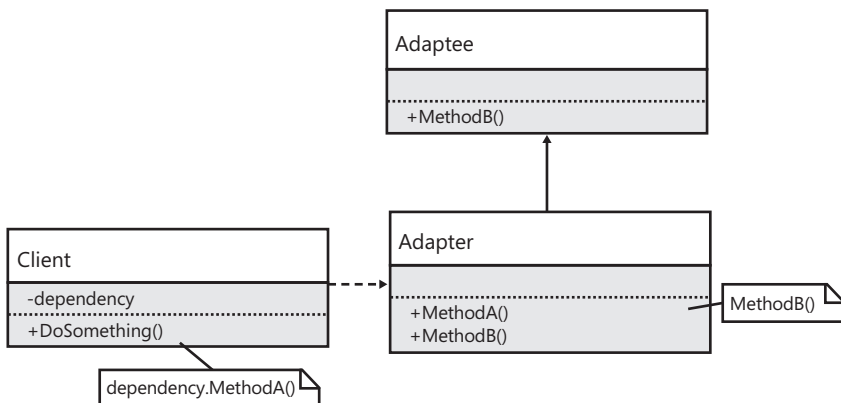 Adaptee
+MethodB()
Adapter
+MethodA()
+MethodB()
MethodB()
Client
-dependency
+DoSomething()
dependency.MethodA()